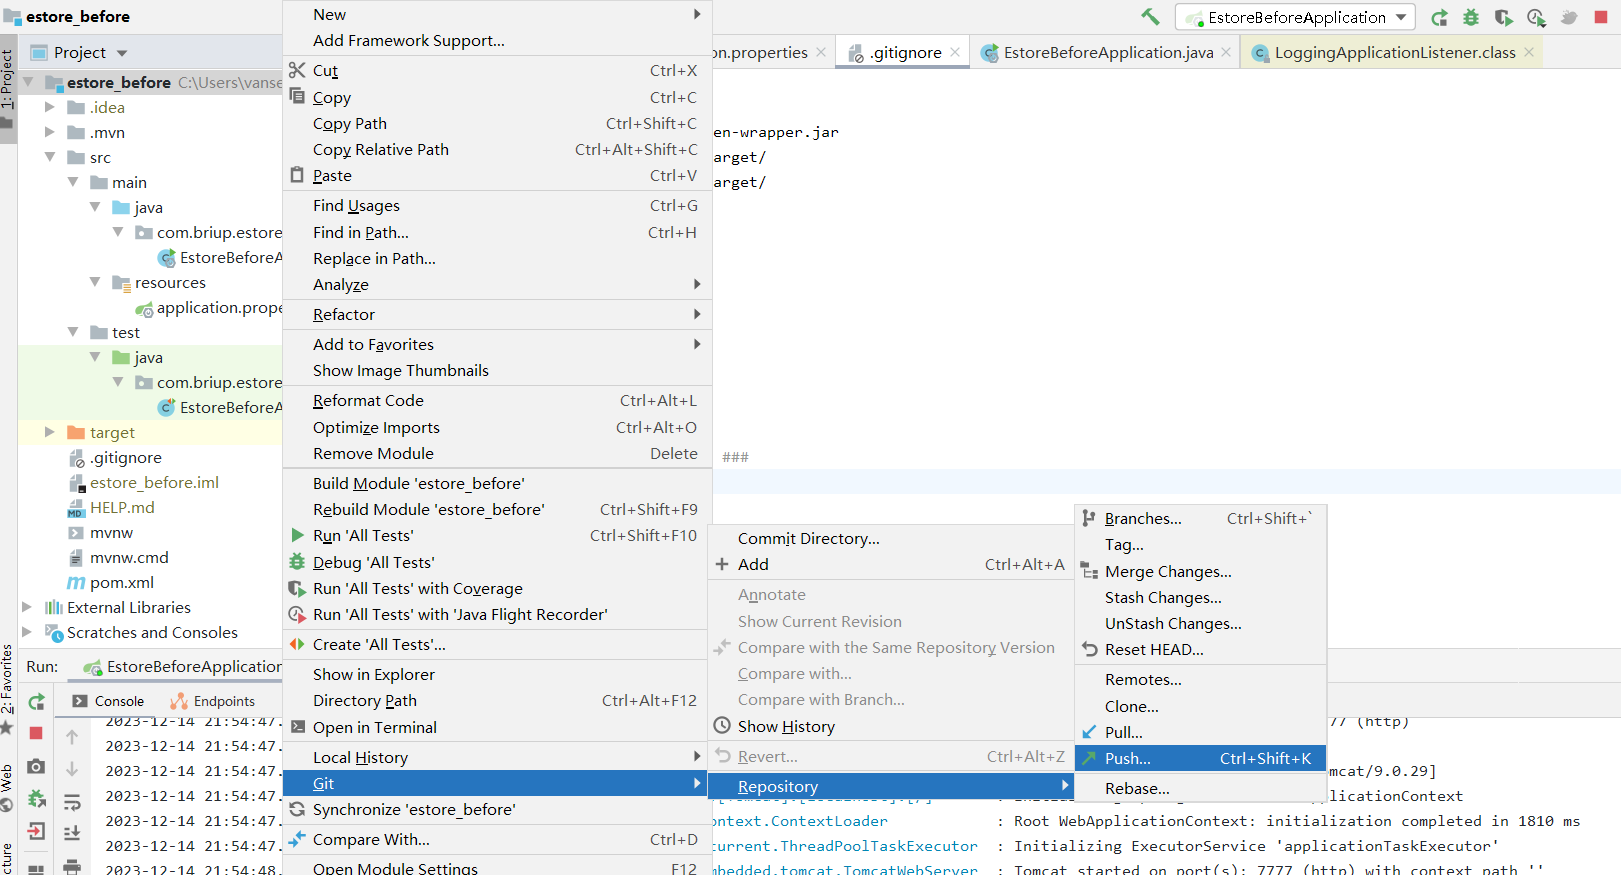 estore_before
EstoreBeforeApplication
Project
on.properties
.gitignore
EstoreBeforeApplication.java
LoggingApplicationListener.class
1: Project
estore_before C:\Users\vanse
.idea
.mvn
src
main
java
com.briup.estore
EstoreBeforeA
resources
application.prope
test
java
com.briup.estore
EstoreBeforeA
target
.gitignore
estore_before.iml
HELP.md
mvnw
mvnw.cmd
pom.xml
External Libraries
Scratches and Consoles
New
Add Framework Support...
Cut Ctrl+X
Copy Ctrl+C
Copy Path Ctrl+Shift+C
Copy Relative Path Ctrl+Alt+Shift+C
Paste Ctrl+V
Find Usages Ctrl+G
Find in Path... Ctrl+H
Replace in Path...
Analyze
Refactor
Add to Favorites
Show Image Thumbnails
Reformat Code Ctrl+Alt+L
Optimize Imports Ctrl+Alt+O
Remove Module Delete
Build Module 'estore_before'
Rebuild Module 'estore_before' Ctrl+Shift+F9
Run 'All Tests' Ctrl+Shift+F10
Debug 'All Tests'
Run 'All Tests' with Coverage
Run 'All Tests' with 'Java Flight Recorder'
Create 'All Tests'...
Show in Explorer
Directory Path Ctrl+Alt+F12
Open in Terminal
Local History
Git
Synchronize 'estore_before'
Compare With... Ctrl+D
Open Module Settings F12
en-wrapper.jar
arget/
arget/
###
Commit Directory...
Add Ctrl+Alt+A
Annotate
Show Current Revision
Compare with the Same Repository Version
Compare with...
Compare with Branch...
Show History
Revert... Ctrl+Alt+Z
Repository
Branches... Ctrl+Shift+`
Tag...
Merge Changes...
Stash Changes...
UnStash Changes...
Reset HEAD...
Remotes...
Clone...
Pull...
Push... Ctrl+Shift+K
Rebase...
2: Favorites
Web
cture
Run: EstoreBeforeApplication
Console Endpoints
2023-12-14 21:54:47.
2023-12-14 21:54:47.
2023-12-14 21:54:47.
2023-12-14 21:54:47.
2023-12-14 21:54:47.
2023-12-14 21:54:47.
2023-12-14 21:54:48.
77 (http)
omcat/9.0.29]
plicationContext
ontext.ContextLoader : Root WebApplicationContext: initialization completed in 1810 ms
current.ThreadPoolTaskExecutor : Initializing ExecutorService 'applicationTaskExecutor'
mbedded.tomcat.TomcatWebServer : Tomcat started on port(s): 7777 (http) with context path ''